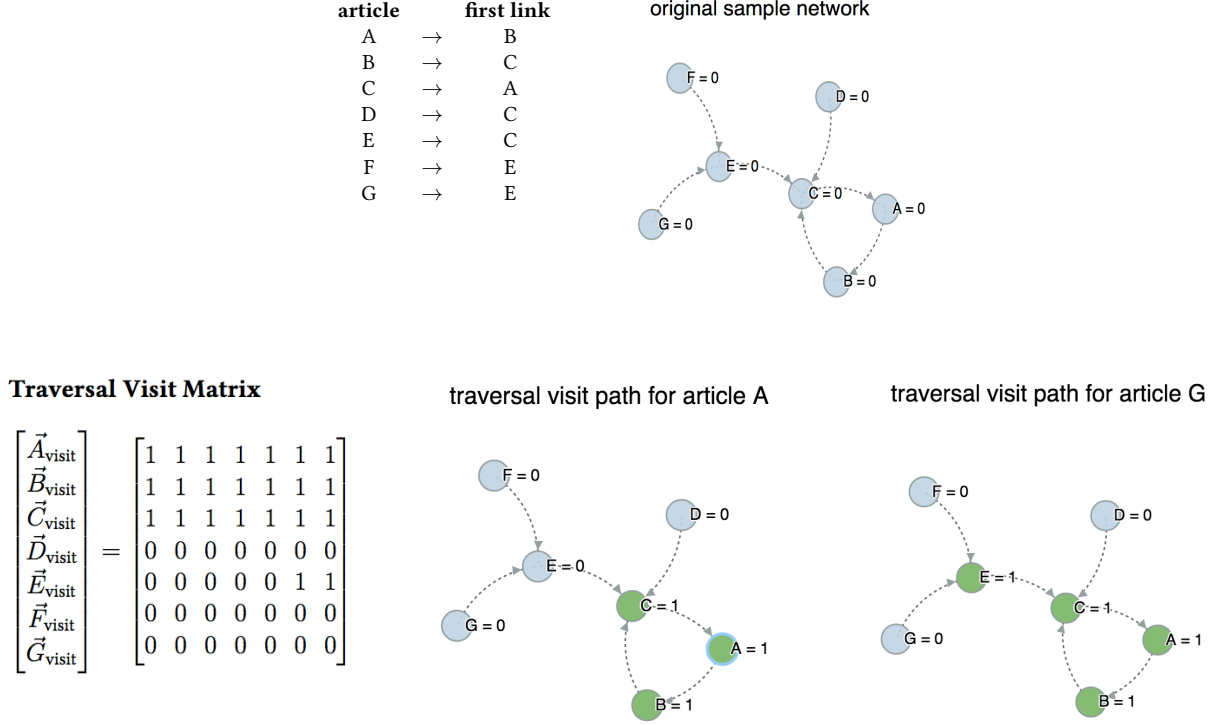 article first link
A → B
B → C
C → A
D → C
E → C
F → E
G → E
original sample network
F = 0
D = 0
E = 0
C = 0
A = 0
G = 0
B = 0
Traversal Visit Matrix
A⃗visit 1 1 1 1 1 1 1
B⃗visit 1 1 1 1 1 1 1
C⃗visit 1 1 1 1 1 1 1
D⃗visit = 0 0 0 0 0 0 0
E⃗visit 0 0 0 0 0 1 1
F⃗visit 0 0 0 0 0 0 0
G⃗visit 0 0 0 0 0 0 0
traversal visit path for article A
F = 0
D = 0
E = 0
C = 1
G = 0
A = 1
B = 1
traversal visit path for article G
F = 0
D = 0
E = 1
C = 1
G = 0
A = 1
B = 1